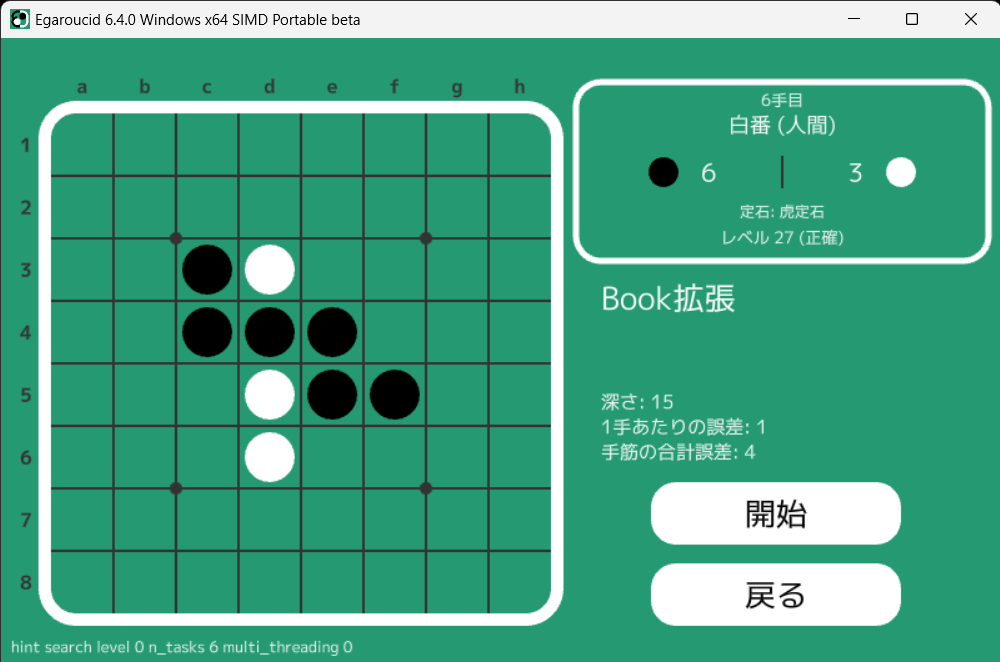 Egaroucid 6.4.0 Windows x64 SIMD Portable beta
a b c d e f g h
1
2
3
4
5
6
7
8
6手目
白番 (人間)
6 3
定石: 虎定石
レベル 27 (正確)
Book拡張
深さ: 15
1手あたりの誤差: 1
手筋の合計誤差: 4
開始
戻る
hint search level 0 n_tasks 6 multi_threading 0